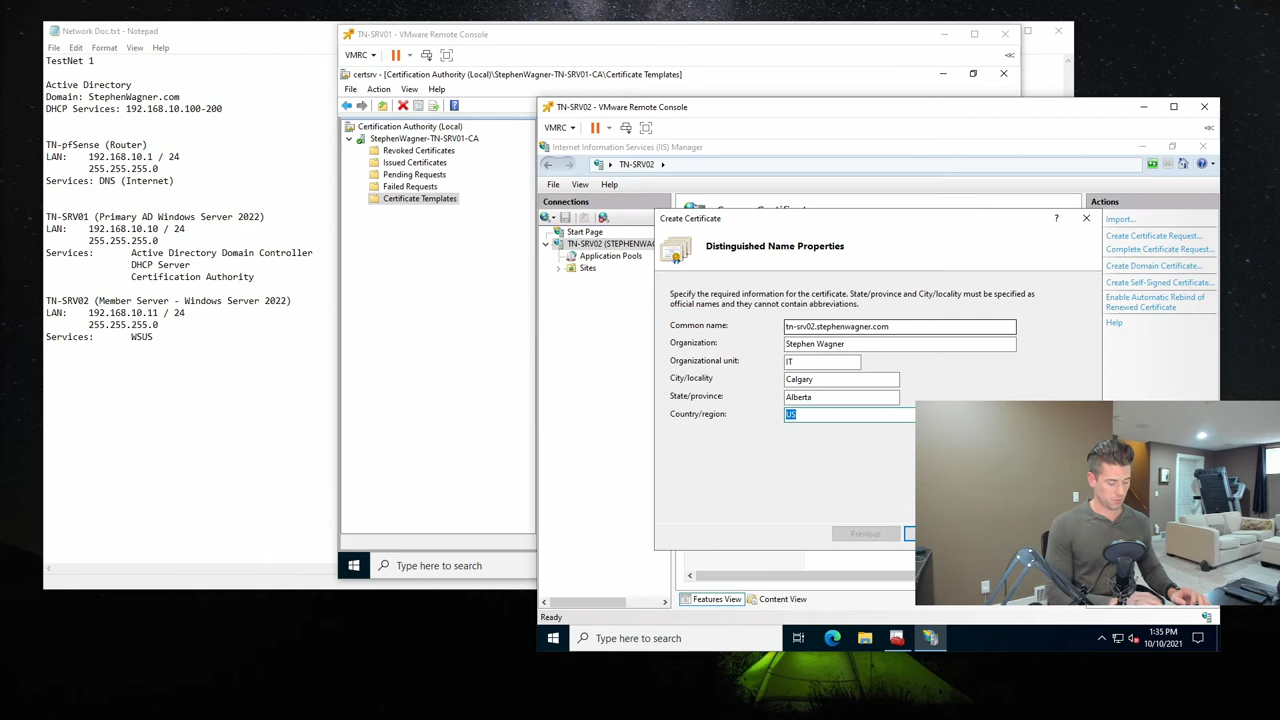 Network Doc.txt - Notepad
File Edit Format View Help
TestNet 1
Active Directory
Domain: StephenWagner.com
DHCP Services: 192.168.10.100-200
TN-pfSense (Router)
LAN: 192.168.10.1 / 24
255.255.255.0
Services: DNS (Internet)
TN-SRV01 (Primary AD Windows Server 2022)
LAN: 192.168.10.10 / 24
255.255.255.0
Services: Active Directory Domain Controller
DHCP Server
Certification Authority
TN-SRV02 (Member Server - Windows Server 2022)
LAN: 192.168.10.11 / 24
255.255.255.0
Services: WSUS
TN-SRV01 - VMware Remote Console
VMRC
certsrv - [Certification Authority (Local)\StephenWagner-TN-SRV01-CA\Certificate Templates]
File Action View Help
Certification Authority (Local)
StephenWagner-TN-SRV01-CA
Revoked Certificates
Issued Certificates
Pending Requests
Failed Requests
Certificate Templates
Type here to search
TN-SRV02 - VMware Remote Console
VMRC
Internet Information Services (IIS) Manager
TN-SRV02
File View Help
Connections
Start Page
TN-SRV02 (STEPHENWAG
Application Pools
Sites
Create Certificate
Distinguished Name Properties
Specify the required information for the certificate. State/province and City/locality must be specified as
official names and they cannot contain abbreviations.
Common name: tn-srv02.stephenwagner.com
Organization: Stephen Wagner
Organizational unit: IT
City/locality Calgary
State/province: Alberta
Country/region: US
Previous
Actions
Import...
Create Certificate Request...
Complete Certificate Request...
Create Domain Certificate...
Create Self-Signed Certificate...
Enable Automatic Rebind of
Renewed Certificate
Help
Features View Content View
Ready
Type here to search
1:35 PM
10/10/2021